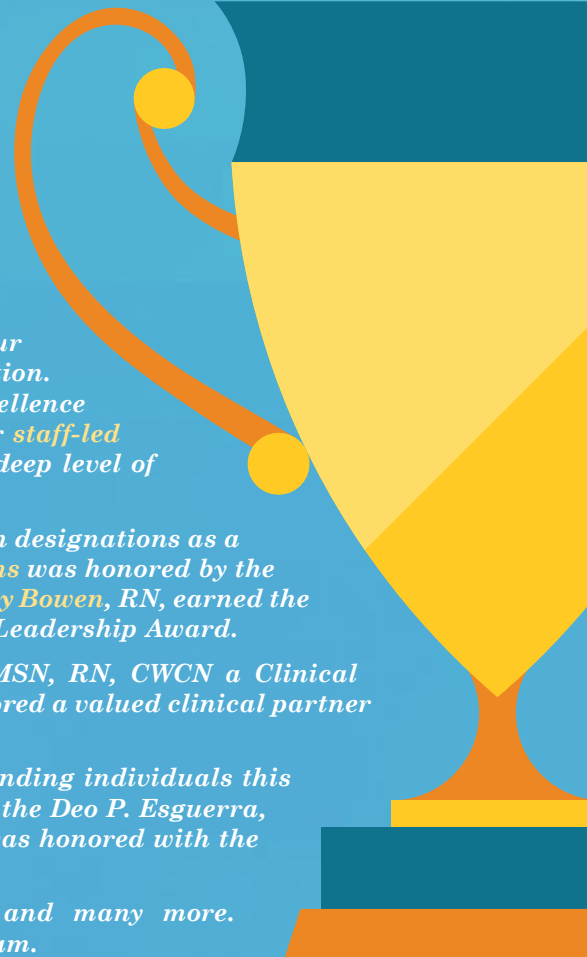 ur
tion.
ellence
r staff-led
deep level of
n designations as a
ns was honored by the
y Bowen, RN, earned the
Leadership Award.
MSN, RN, CWCN a Clinical
ored a valued clinical partner
nding individuals this
the Deo P. Esguerra,
as honored with the
and many more.
um.